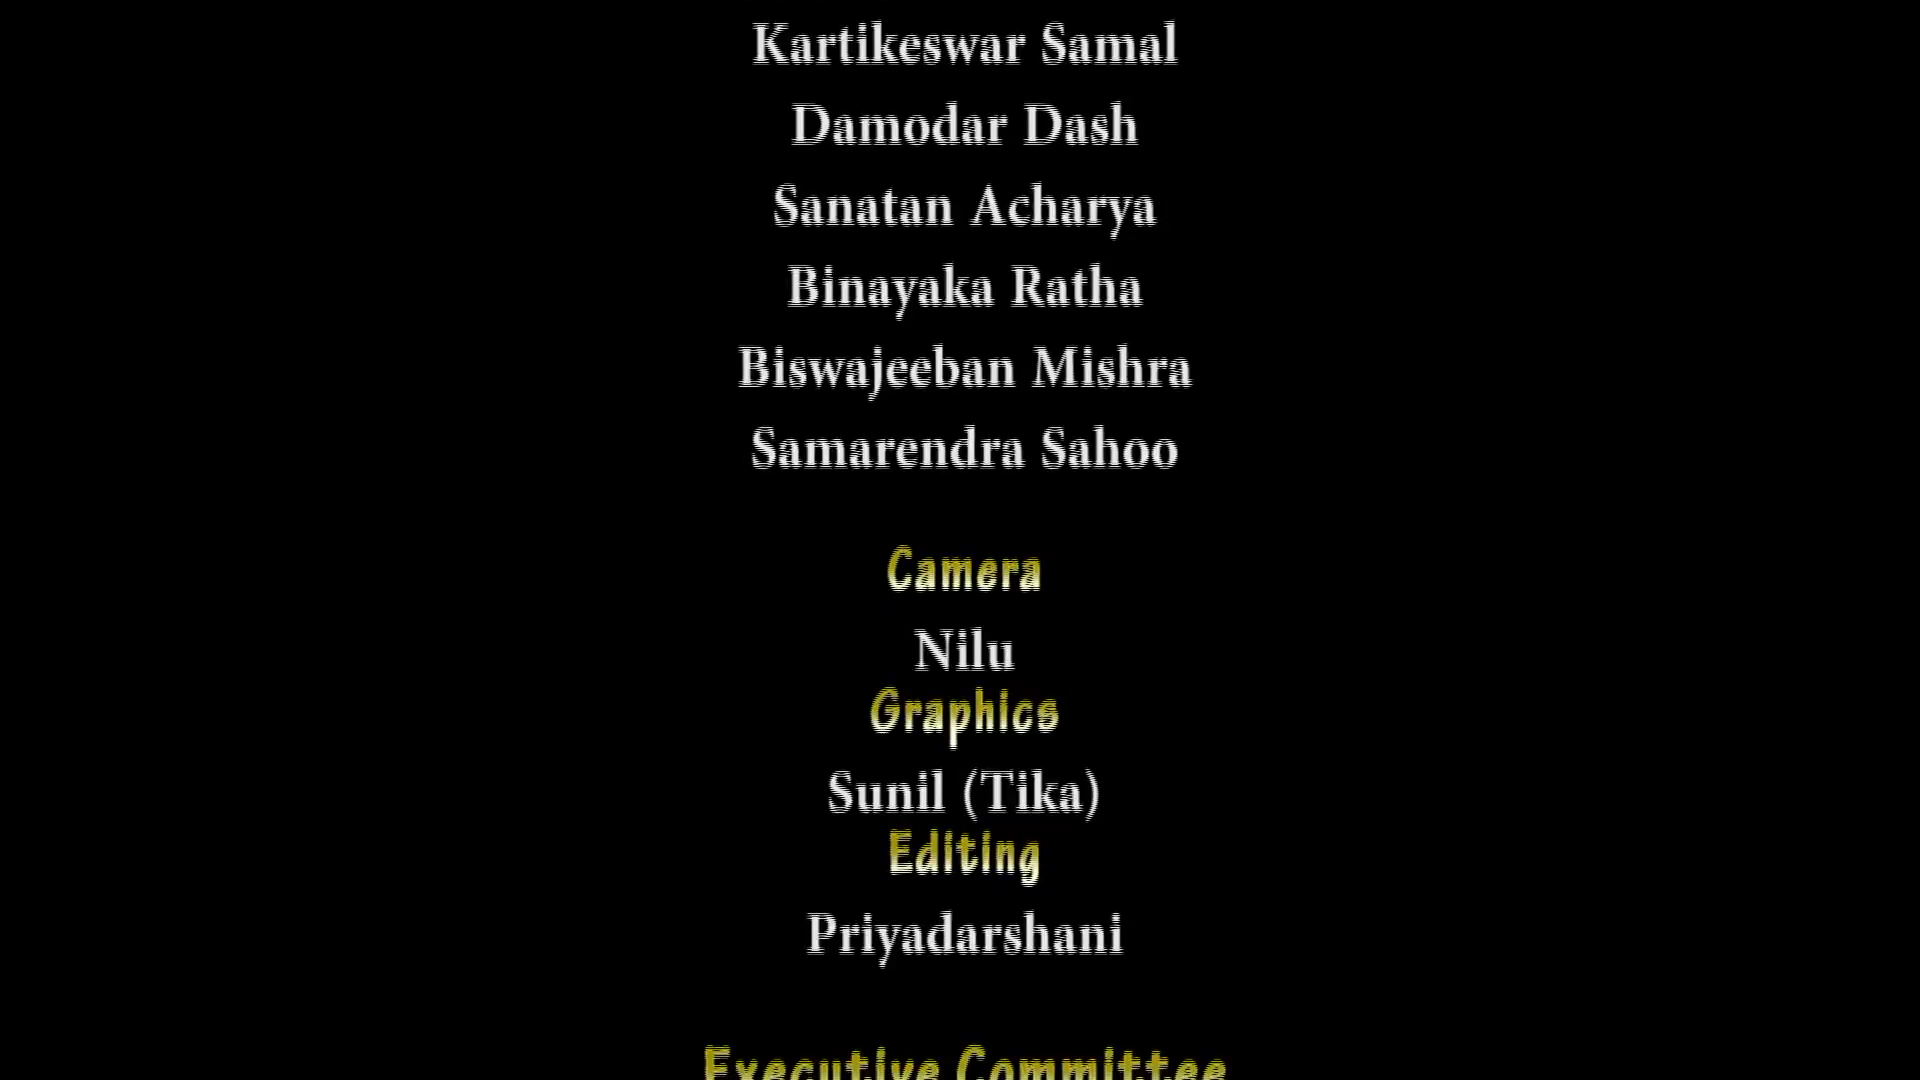 Kartikeswar Samal
Damodar Dash
Sanatan Acharya
Binayaka Ratha
Biswajeeban Mishra
Samarendra Sahoo
Camera
Nilu
Graphics
Sunil (Tika)
Editing
Priyadarshani
Executive Committee